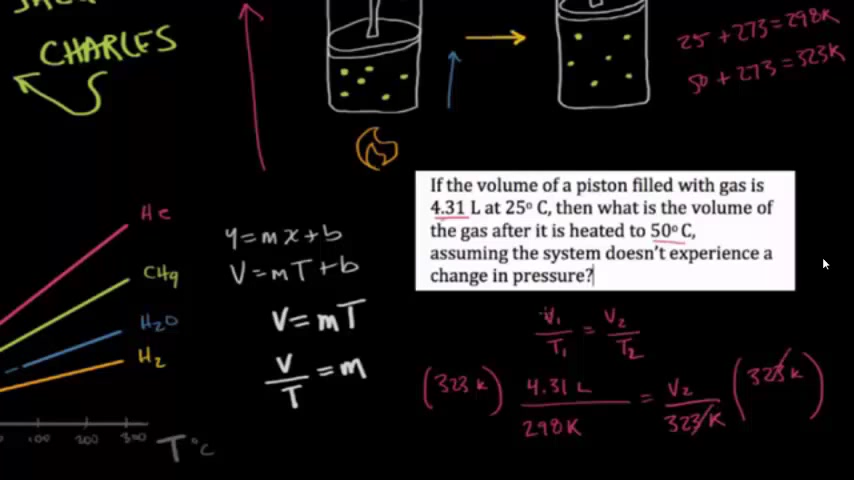 CHARLES
25 + 273 = 298K
50 + 273 = 323K
If the volume of a piston filled with gas is
4.31 L at 25° C, then what is the volume of
the gas after it is heated to 50° C,
assuming the system doesn't experience a
change in pressure?
He
CH4
H2O
H2
100 200 300
T °C
y = mx + b
V = mT + b
V = mT
V/T = m
V1/T1 = V2/T2
(323 K) 4.31 L/298K = V2/323K (323 K)